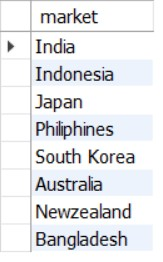 market
India
Indonesia
Japan
Philiphines
South Korea
Australia
Newzealand
Bangladesh